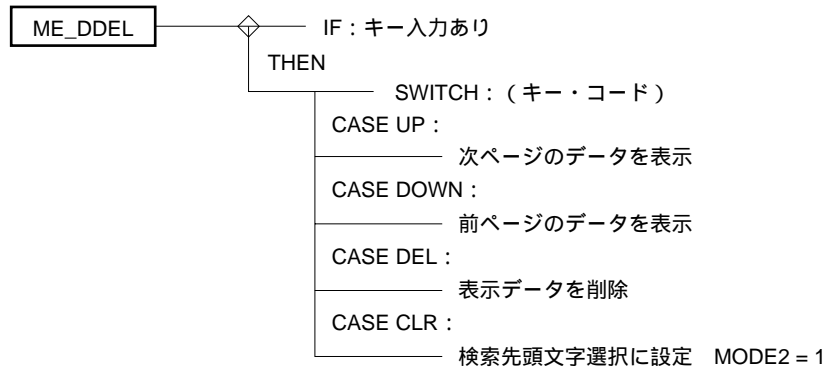 ME_DDEL IF：キー入力あり
THEN
SWITCH：（キー・コード）
CASE UP：
次ページのデータを表示
CASE DOWN：
前ページのデータを表示
CASE DEL：
表示データを削除
CASE CLR：
検索先頭文字選択に設定　MODE2 = 1